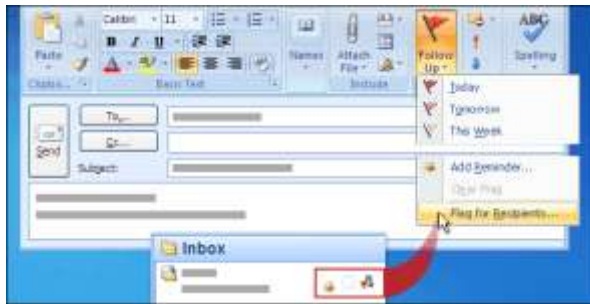 Calibri 11
ABC
B I U
Paste
A
Names
Attach
File
Follow
Up
Spelling
Basic Text
Include
Today
Tomorrow
This Week
To...
Cc...
Send
Subject:
Add Reminder...
Clear Flag
Flag for Recipients...
Inbox